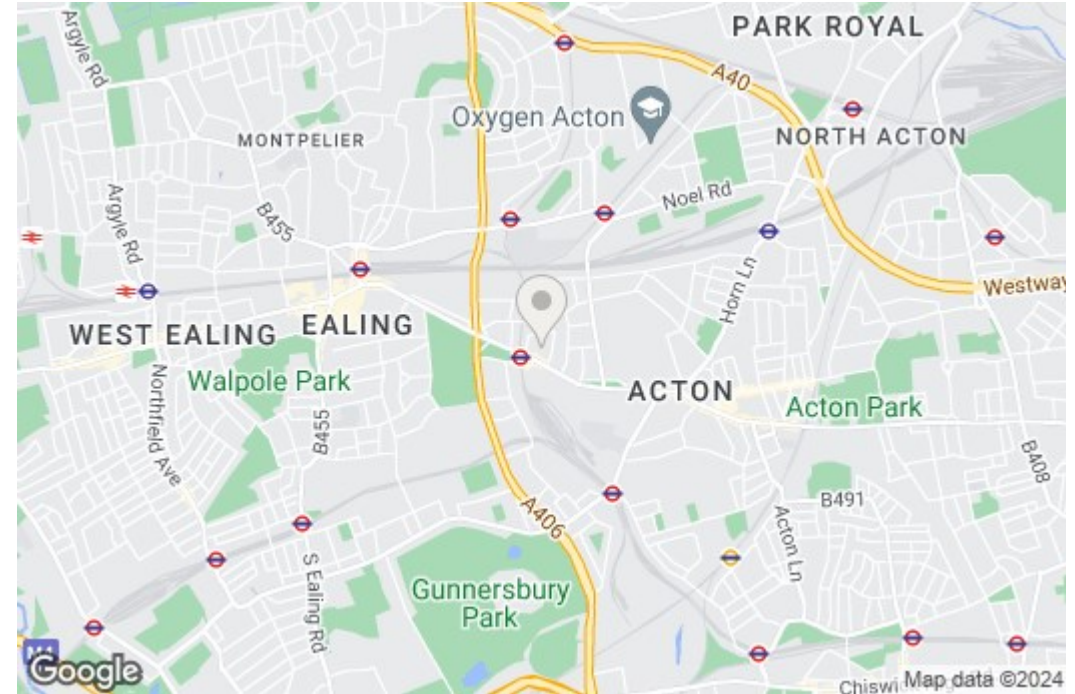 Argyle Rd
PARK ROYAL
A40
Oxygen Acton
MONTPELIER
NORTH ACTON
Argyle Rd
Noel Rd
B455
Horn Ln
Westway
WEST EALING
EALING
Walpole Park
ACTON
Acton Park
Northfield Ave
B455
B408
B491
A406
Acton Ln
S Ealing Rd
Gunnersbury
Park
Google
Map data ©2024